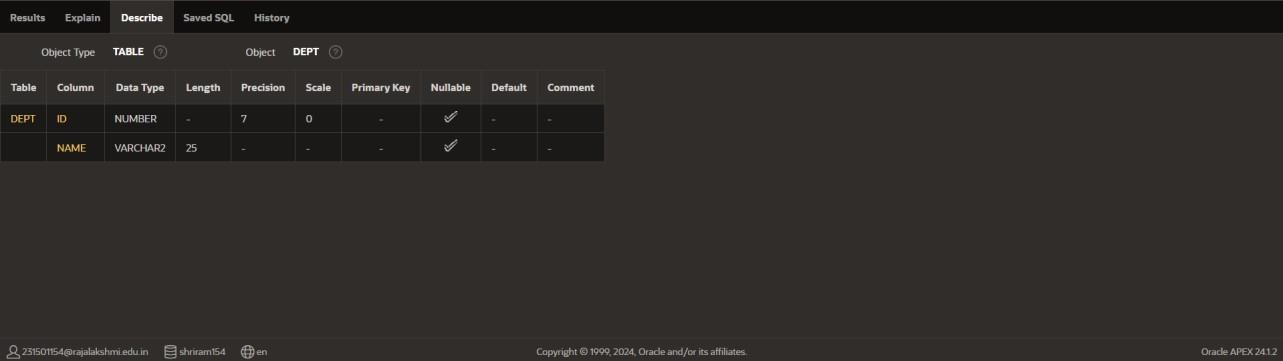 Results Explain Describe Saved SQL History
Object Type TABLE ? Object DEPT ?
Table Column Data Type Length Precision Scale Primary Key Nullable Default Comment
DEPT ID NUMBER - 7 0 - - -
NAME VARCHAR2 25 - - - - -
231501154@rajalakshmi.edu.in shriram154 en Copyright © 1999, 2024, Oracle and/or its affiliates. Oracle APEX 24.1.2